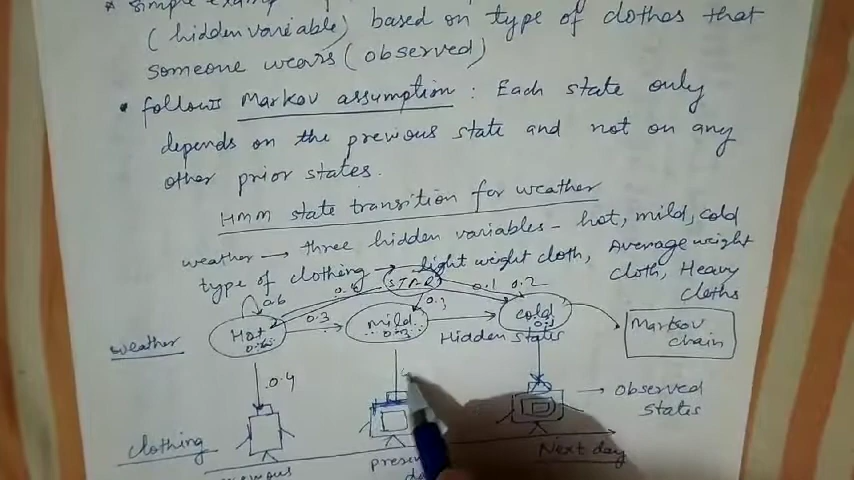 * simple
(hidden variable) based on type of clothes that
someone wears (observed)
• follows Markov assumption : Each state only
depends on the previous state and not on any
other prior states.
HMM state transition for weather
weather → three hidden variables - hot, mild, cold
type of clothing → light weight cloth, Average weight
cloth, Heavy
cloths
START
0.6 0.1 0.2
0.3
Hot mild cold
weather Hidden states Markov
chain
0.4
→ observed
states
clothing
present Next day